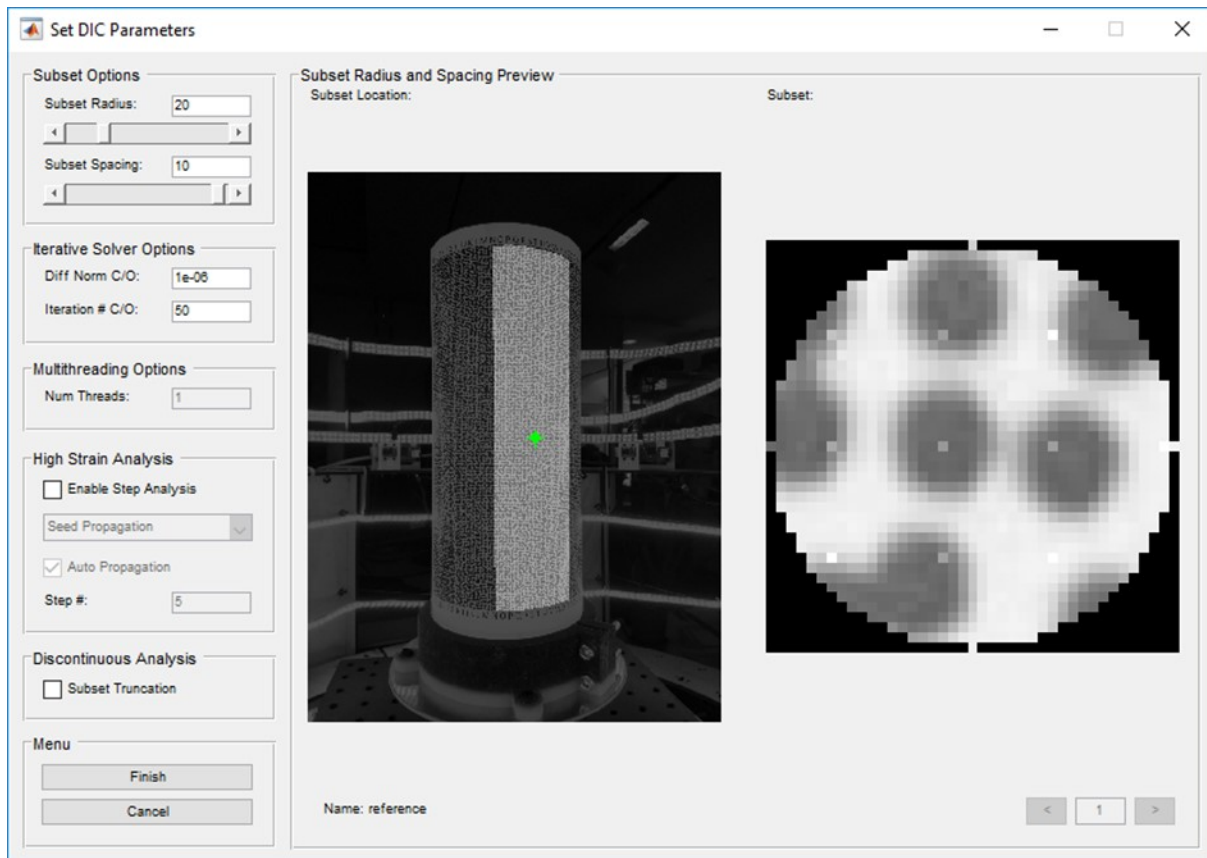 Set DIC Parameters
Subset Options
Subset Radius: 20
Subset Spacing: 10
Iterative Solver Options
Diff Norm C/O: 1e-06
Iteration # C/O: 50
Multithreading Options
Num Threads: 1
High Strain Analysis
Enable Step Analysis
Seed Propagation
Auto Propagation
Step #: 5
Discontinuous Analysis
Subset Truncation
Menu
Finish
Cancel
Subset Radius and Spacing Preview
Subset Location:
Subset:
Name: reference
< 1 >